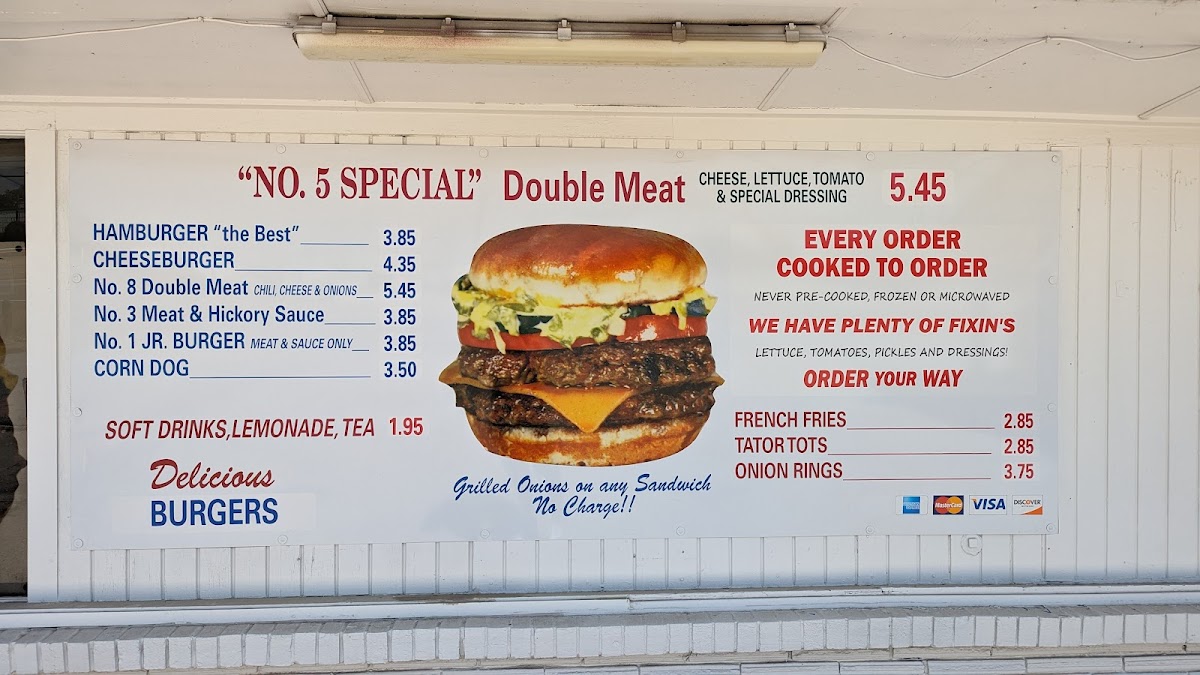 "NO. 5 SPECIAL" Double Meat CHEESE, LETTUCE, TOMATO & SPECIAL DRESSING 5.45
HAMBURGER "the Best" 3.85
CHEESEBURGER 4.35
No. 8 Double Meat CHILI, CHEESE & ONIONS 5.45
No. 3 Meat & Hickory Sauce 3.85
No. 1 JR. BURGER MEAT & SAUCE ONLY 3.85
CORN DOG 3.50
SOFT DRINKS,LEMONADE, TEA 1.95
Delicious
BURGERS
Grilled Onions on any Sandwich
No Charge!!
EVERY ORDER
COOKED TO ORDER
NEVER PRE-COOKED, FROZEN OR MICROWAVED
WE HAVE PLENTY OF FIXIN'S
LETTUCE, TOMATOES, PICKLES AND DRESSINGS!
ORDER YOUR WAY
FRENCH FRIES 2.85
TATOR TOTS 2.85
ONION RINGS 3.75
MasterCard VISA DISCOVER